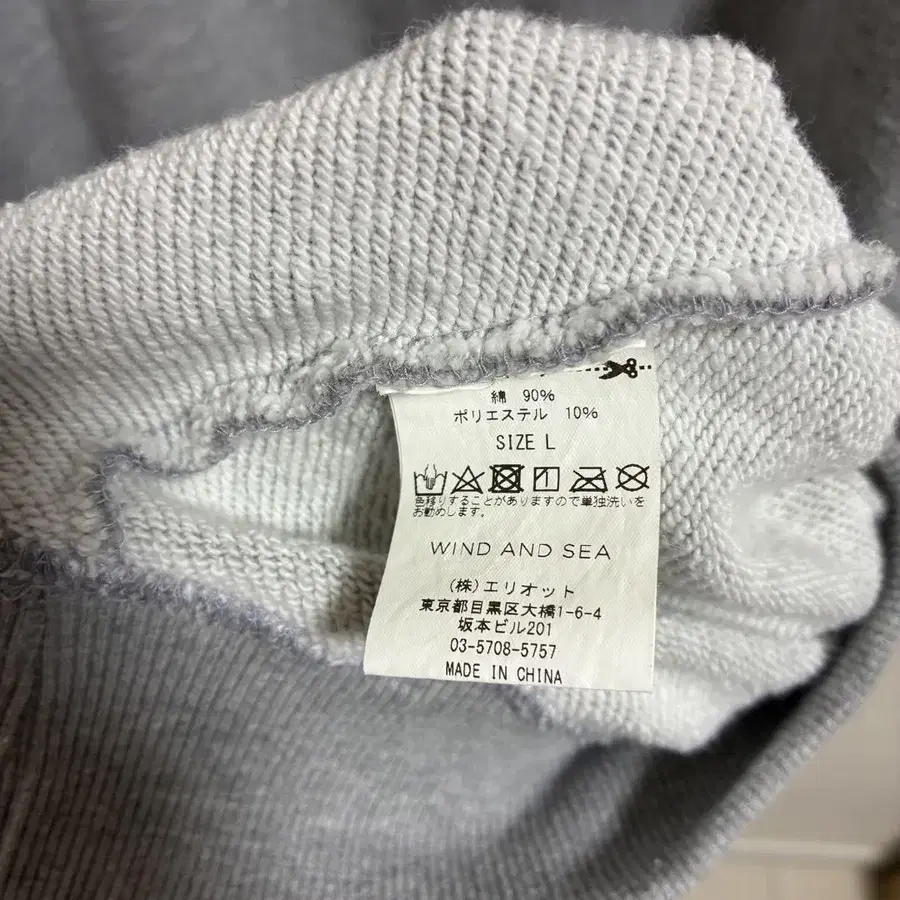 綿 90%
ポリエステル 10%
SIZE L
色移りすることがありますので単独洗いを
お勧めします。
WIND AND SEA
(株)エリオット
東京都目黒区大橋1-6-4
坂本ビル201
03-5708-5757
MADE IN CHINA